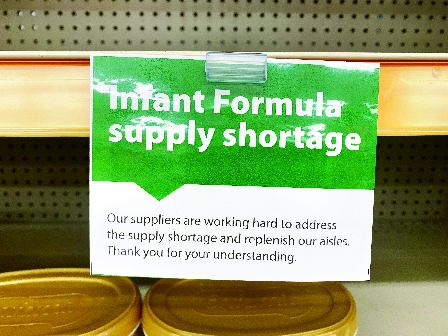 Infant Formula
supply shortage
Our suppliers are working hard to address
the supply shortage and replenish our aisles.
Thank you for your understanding.